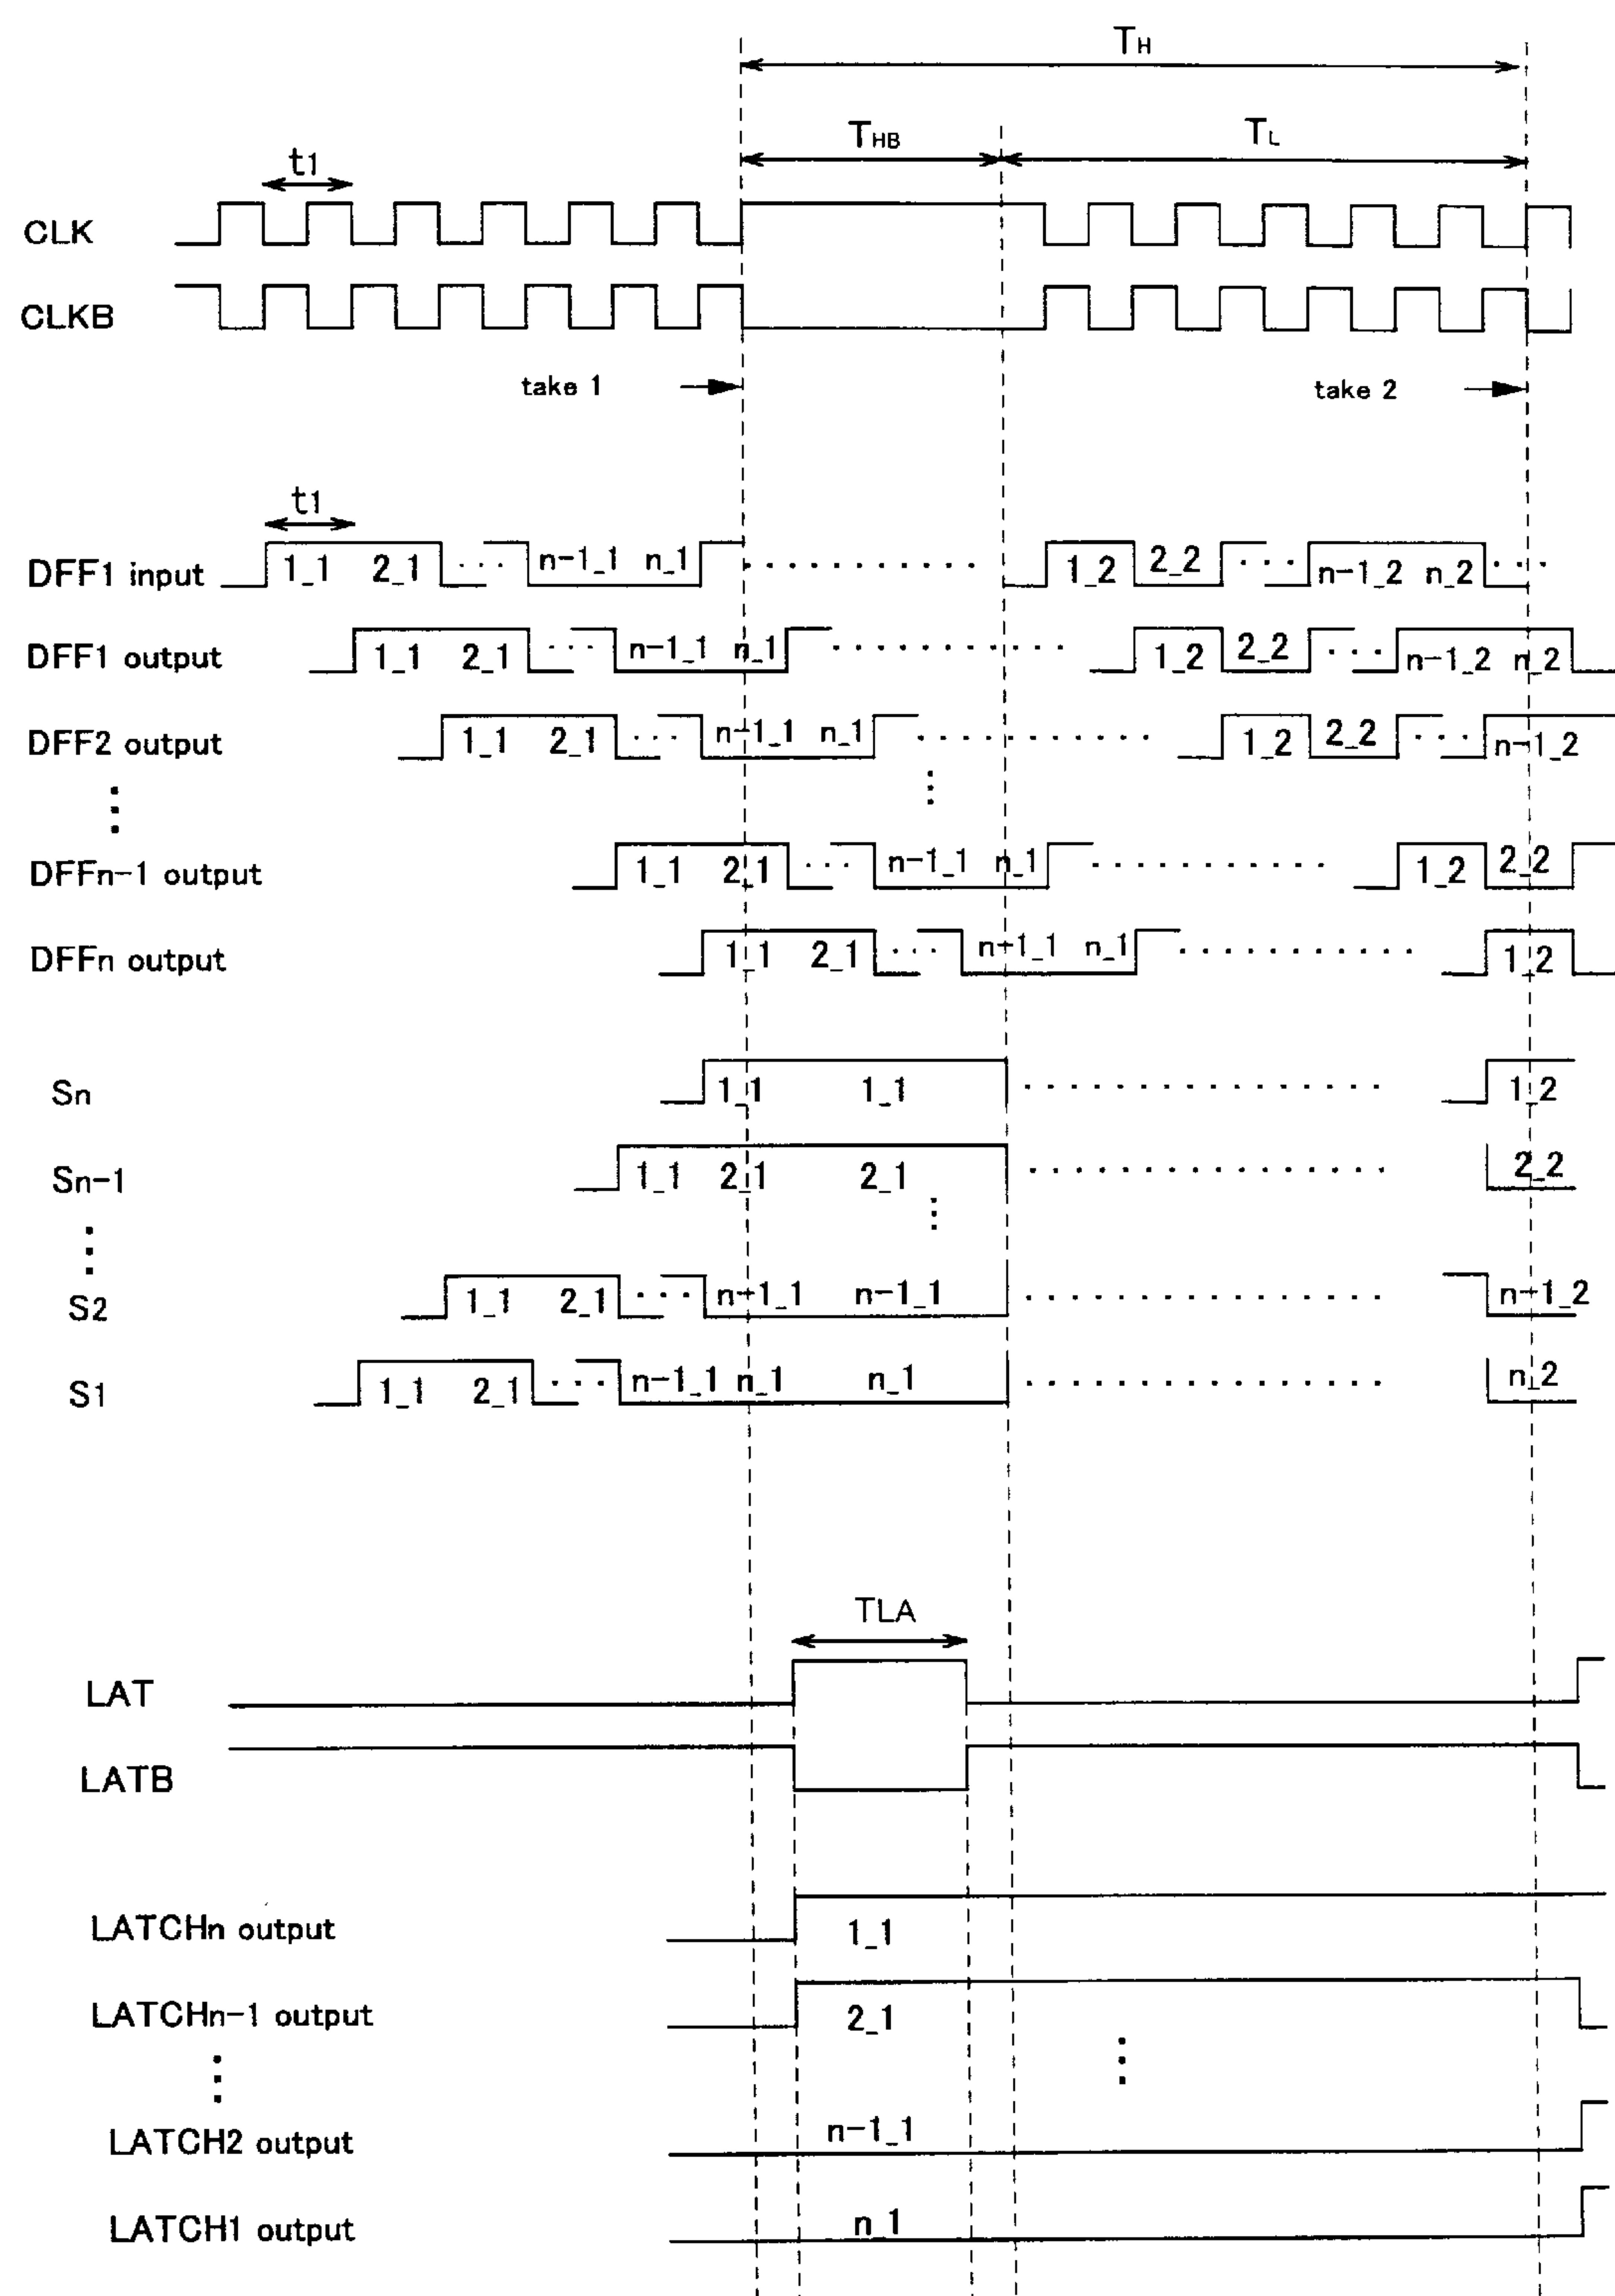 TH
THB TL
t1
CLK
CLKB
take 1 take 2
t1
DFF1 input 1_1 2_1 ··· n-1_1 n_1 ··········· 1_2 2_2 ··· n-1_2 n_2 ···
DFF1 output 1_1 2_1 ··· n-1_1 n_1 ··········· 1_2 2_2 ··· n-1_2 n_2
DFF2 output 1_1 2_1 ··· n-1_1 n_1 ··········· 1_2 2_2 ··· n-1_2
DFFn-1 output 1_1 2_1 ··· n-1_1 n_1 ··········· 1_2 2_2
DFFn output 1_1 2_1 ··· n-1_1 n_1 ··········· 1_2
Sn 1_1 1_1 ················ 1_2
Sn-1 1_1 2_1 2_1 ················ 2_2
S2 1_1 2_1 ··· n-1_1 n-1_1 ················ n-1_2
S1 1_1 2_1 ··· n-1_1 n_1 n_1 ················ n_2
TLA
LAT
LATB
LATCHn output 1_1
LATCHn-1 output 2_1
LATCH2 output n-1_1
LATCH1 output n_1